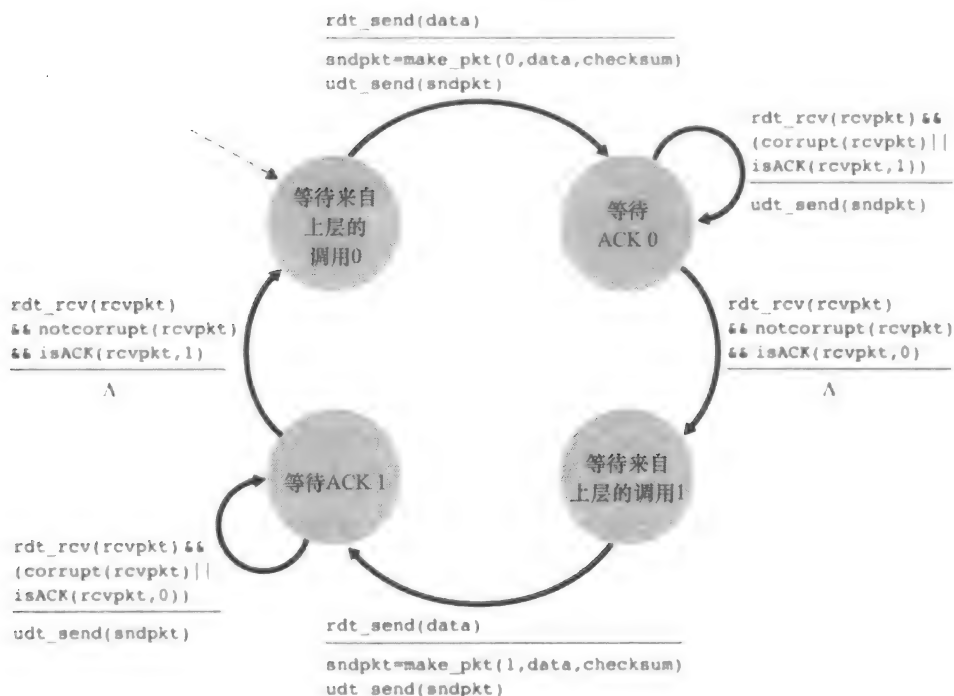 rdt_send(data)
sndpkt=make_pkt(0,data,checksum)
udt_send(sndpkt)
rdt_rcv(rcvpkt) &&
(corrupt(rcvpkt)||
isACK(rcvpkt,1))
udt_send(sndpkt)
等待来自
上层的
调用0
等待
ACK 0
rdt_rcv(rcvpkt)
&& notcorrupt(rcvpkt)
&& isACK(rcvpkt,1)
Λ
rdt_rcv(rcvpkt)
&& notcorrupt(rcvpkt)
&& isACK(rcvpkt,0)
Λ
等待ACK 1
等待来自
上层的调用1
rdt_rcv(rcvpkt) &&
(corrupt(rcvpkt)||
isACK(rcvpkt,0))
udt_send(sndpkt)
rdt_send(data)
sndpkt=make_pkt(1,data,checksum)
udt_send(sndpkt)